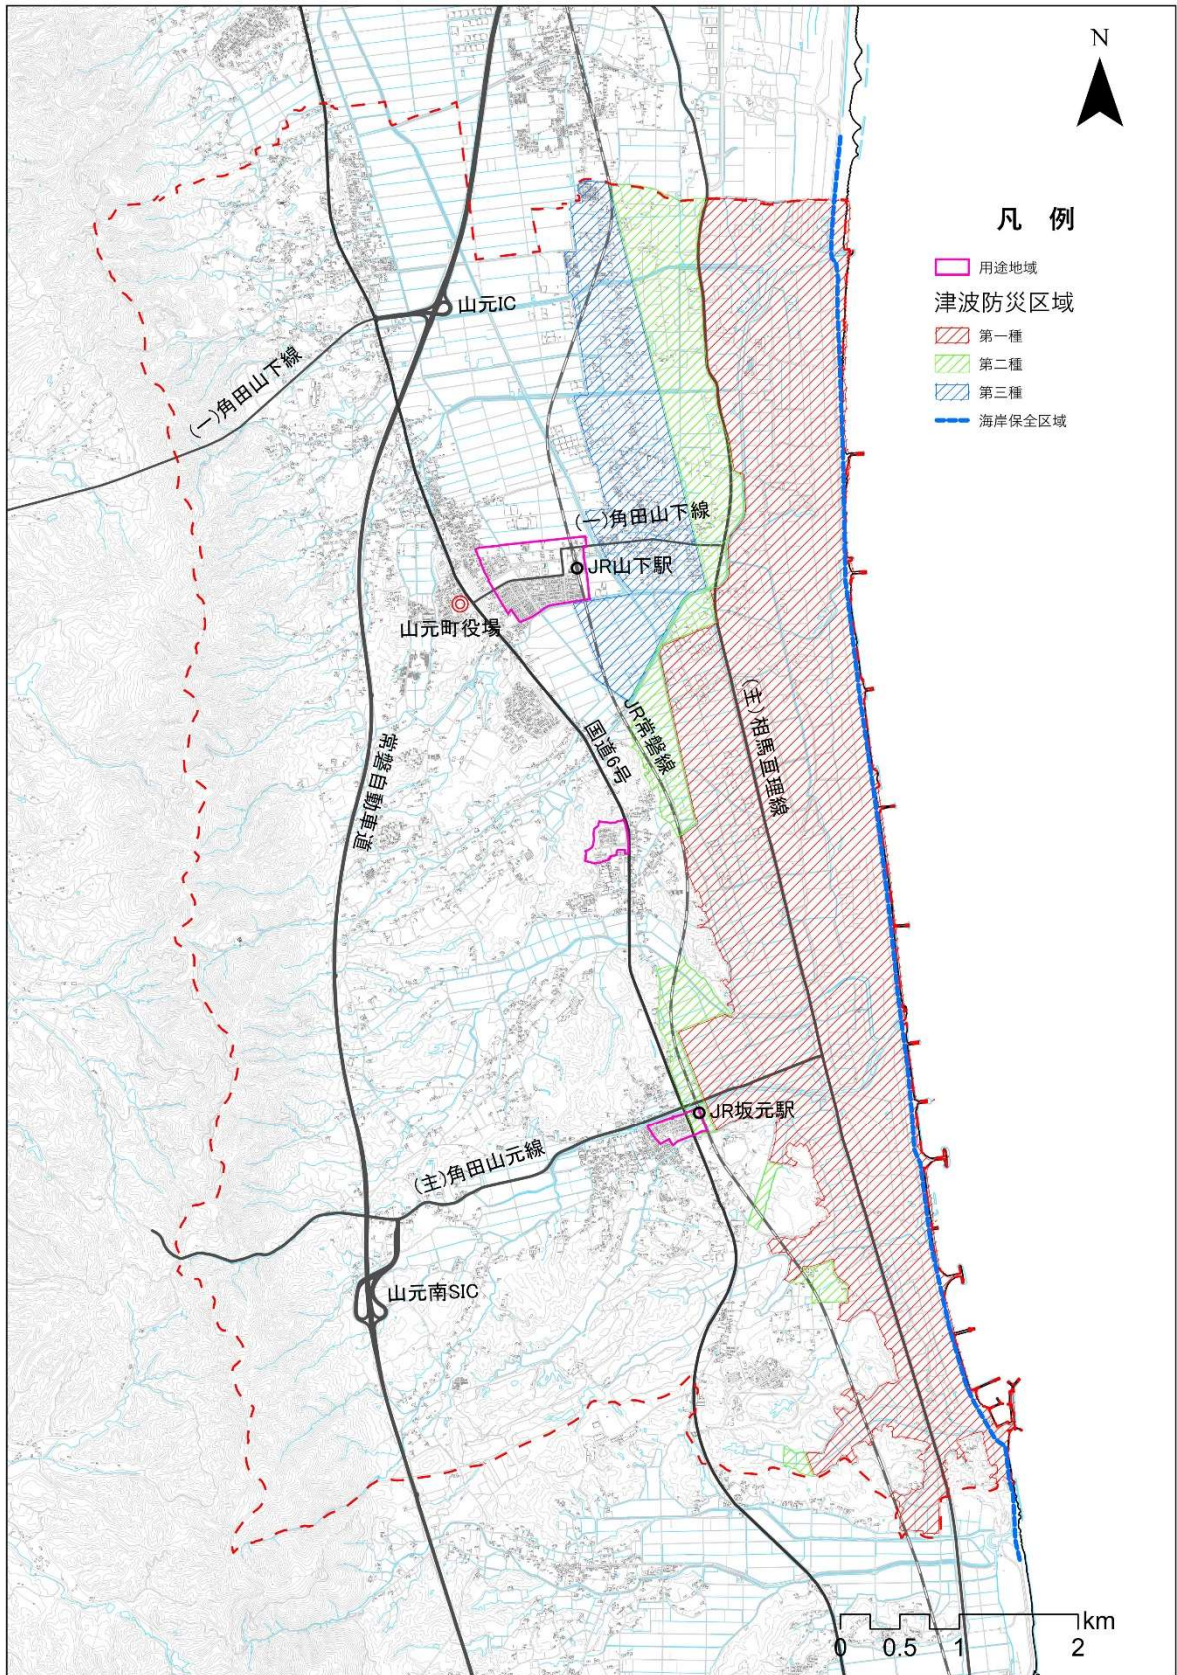 N
凡 例
用途地域
津波防災区域
第一種
第二種
第三種
海岸保全区域
山元IC
(一)角田山下線
(一)角田山下線
JR山下駅
山元町役場
JR常磐線
国道6号
(主)相馬亘理線
常磐自動車道
JR坂元駅
(主)角田山元線
山元南SIC
km
0 0.5 1 2